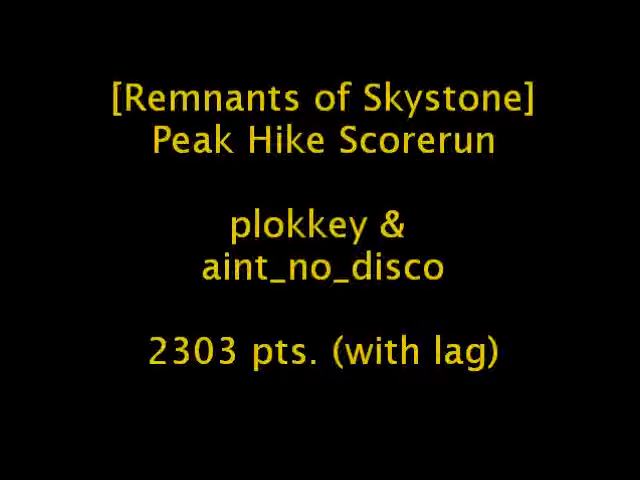 [Remnants of Skystone]
Peak Hike Scorerun
plokkey &
aint_no_disco
2303 pts. (with lag)